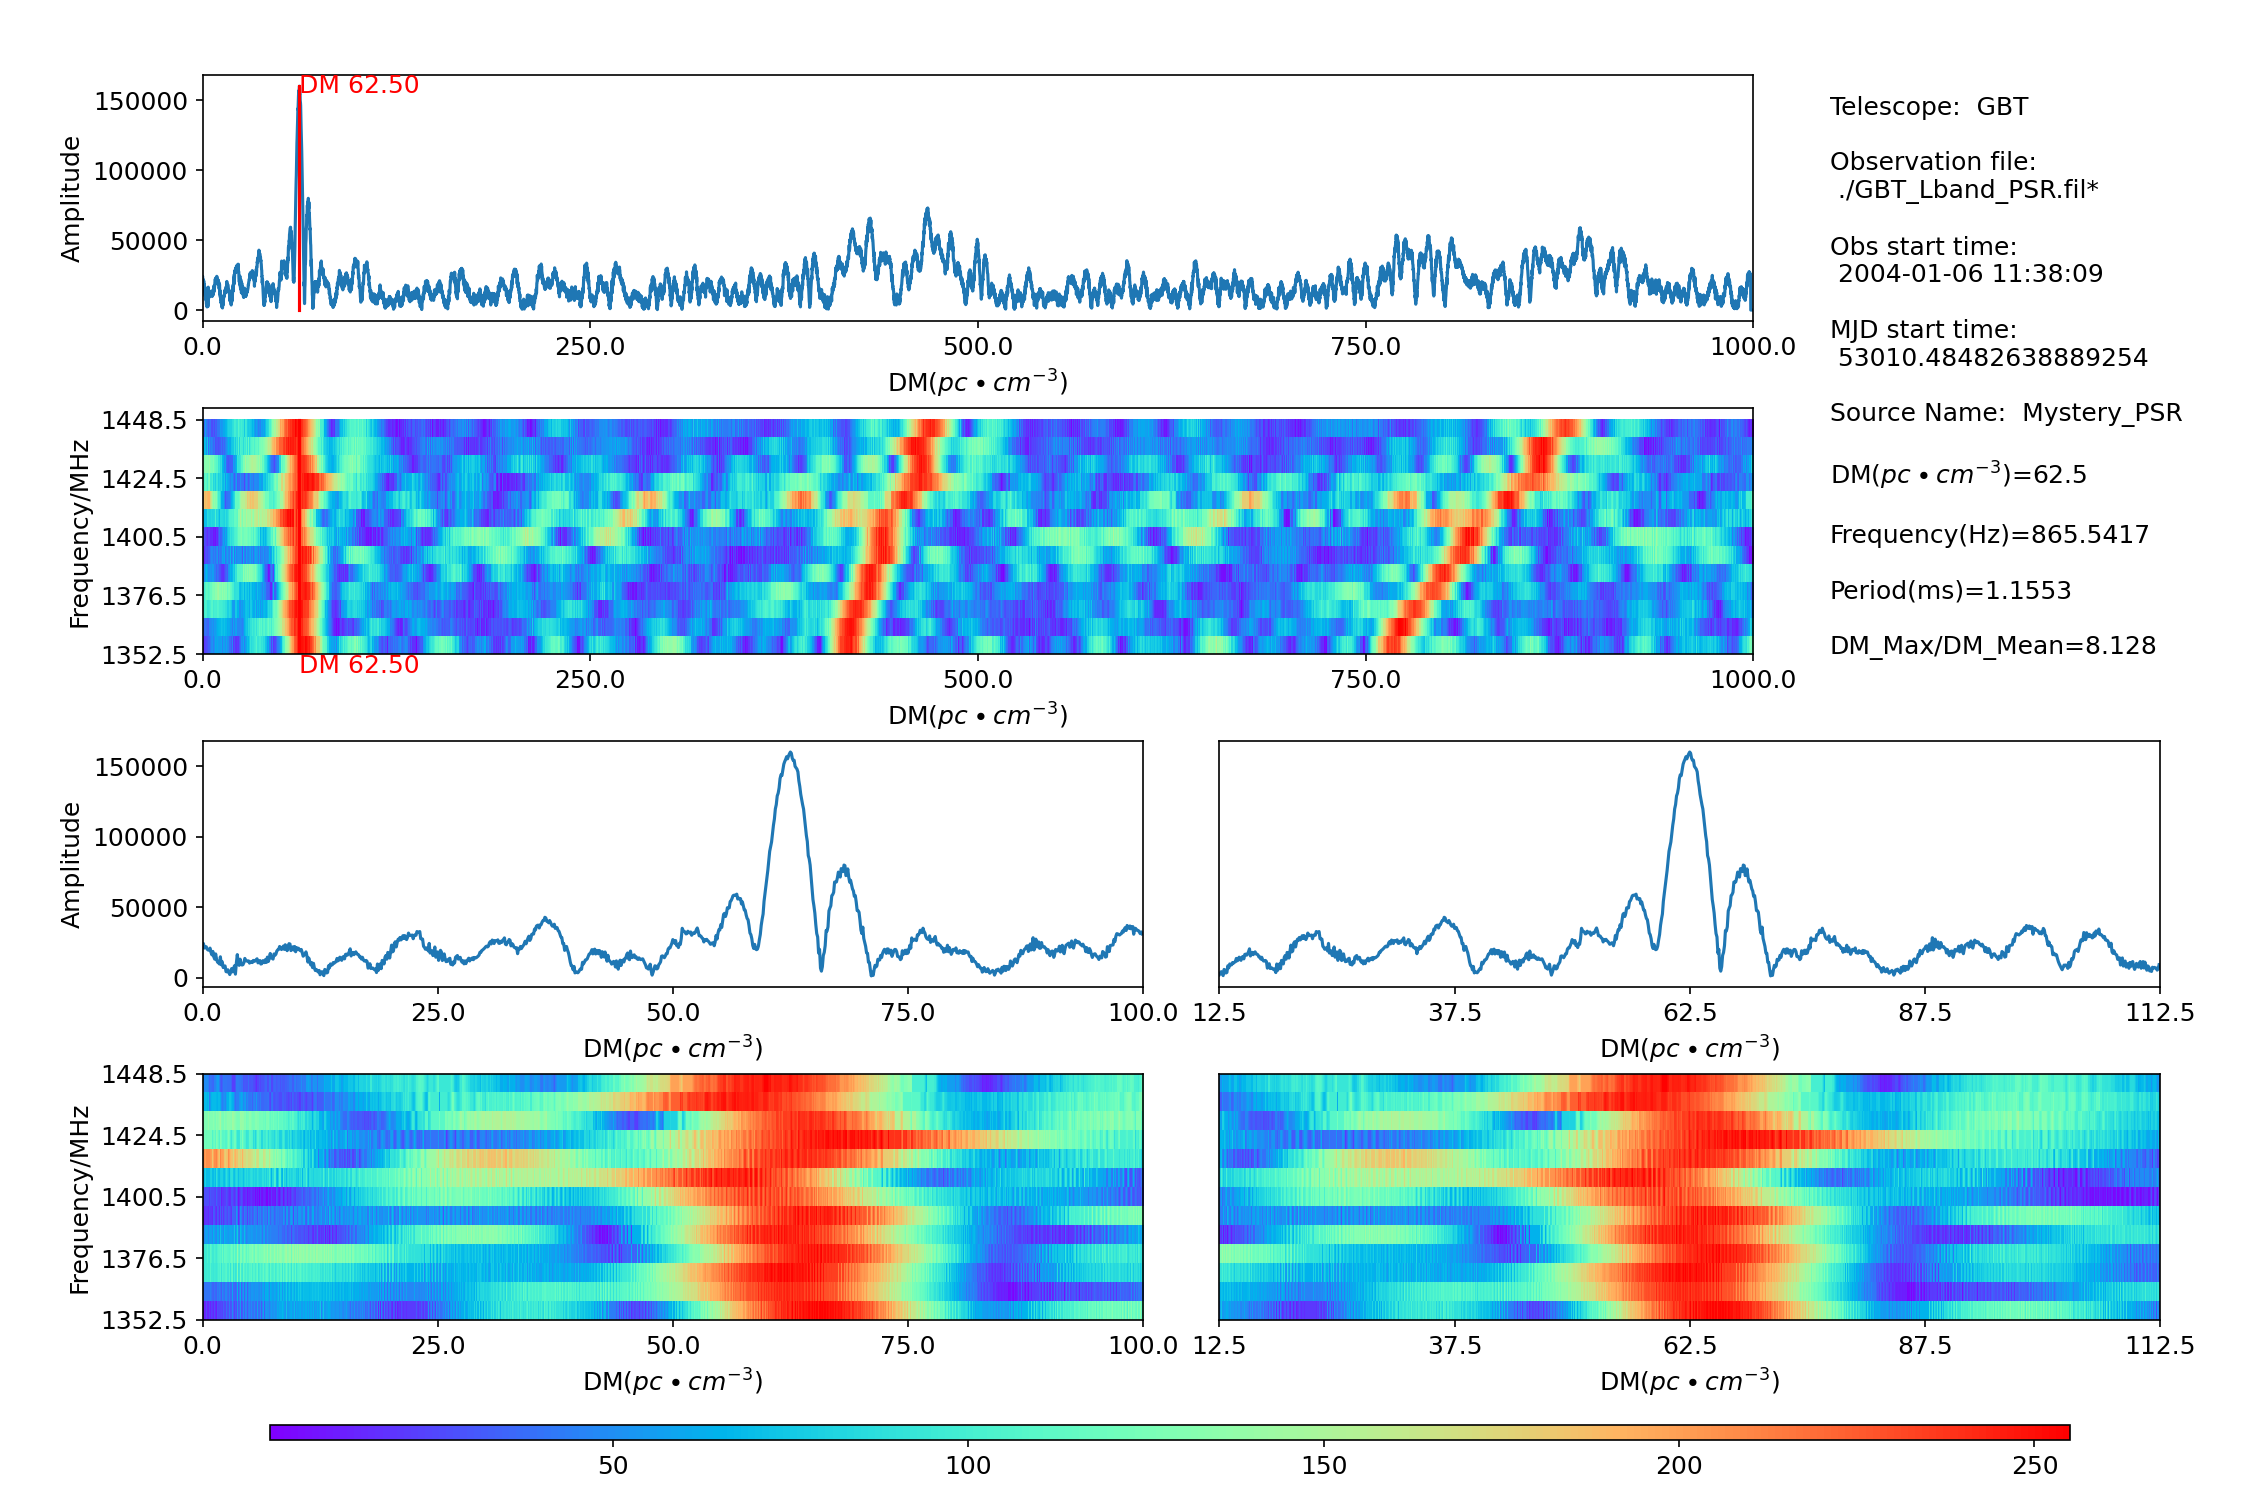 DM 62.50
150000
100000
50000
0
Amplitude
0.0 250.0 500.0 750.0 1000.0
DM(pc • cm⁻³)
Telescope:  GBT
Observation file:
./GBT_Lband_PSR.fil*
Obs start time:
2004-01-06 11:38:09
MJD start time:
53010.48482638889254
Source Name:  Mystery_PSR
DM(pc • cm⁻³)=62.5
Frequency(Hz)=865.5417
Period(ms)=1.1553
DM_Max/DM_Mean=8.128
1448.5
1424.5
1400.5
1376.5
1352.5
Frequency/MHz
DM 62.50
0.0 250.0 500.0 750.0 1000.0
DM(pc • cm⁻³)
150000
100000
50000
0
Amplitude
0.0 25.0 50.0 75.0 100.0
DM(pc • cm⁻³)
12.5 37.5 62.5 87.5 112.5
DM(pc • cm⁻³)
1448.5
1424.5
1400.5
1376.5
1352.5
Frequency/MHz
0.0 25.0 50.0 75.0 100.0
DM(pc • cm⁻³)
12.5 37.5 62.5 87.5 112.5
DM(pc • cm⁻³)
50 100 150 200 250